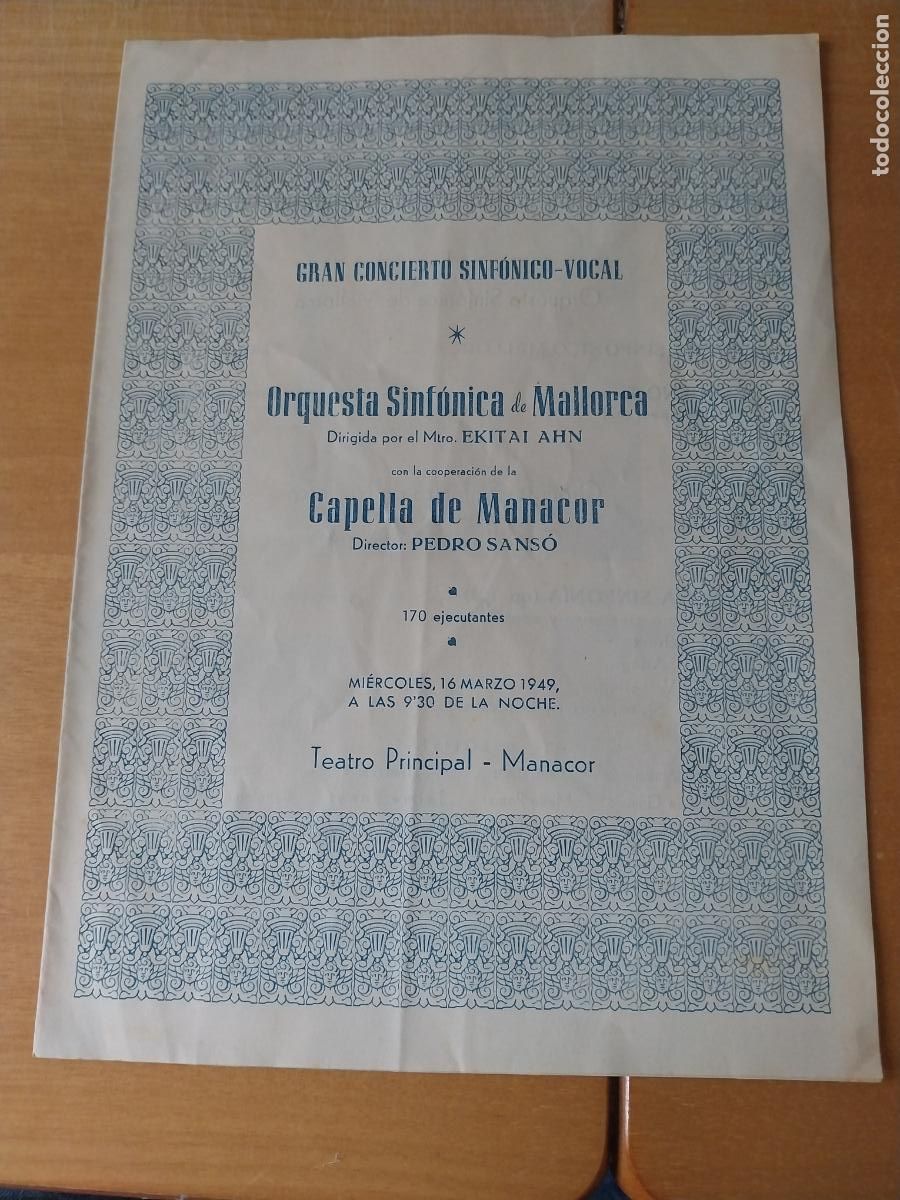 GRAN CONCIERTO SINFÓNICO-VOCAL
Orquesta Sinfónica de Mallorca
Dirigida por el Mtro. EKITAI AHN
con la cooperación de la
Capella de Manacor
Director: PEDRO SANSÓ
170 ejecutantes
MIÉRCOLES, 16 MARZO 1949,
A LAS 9'30 DE LA NOCHE.
Teatro Principal - Manacor
todocoleccion